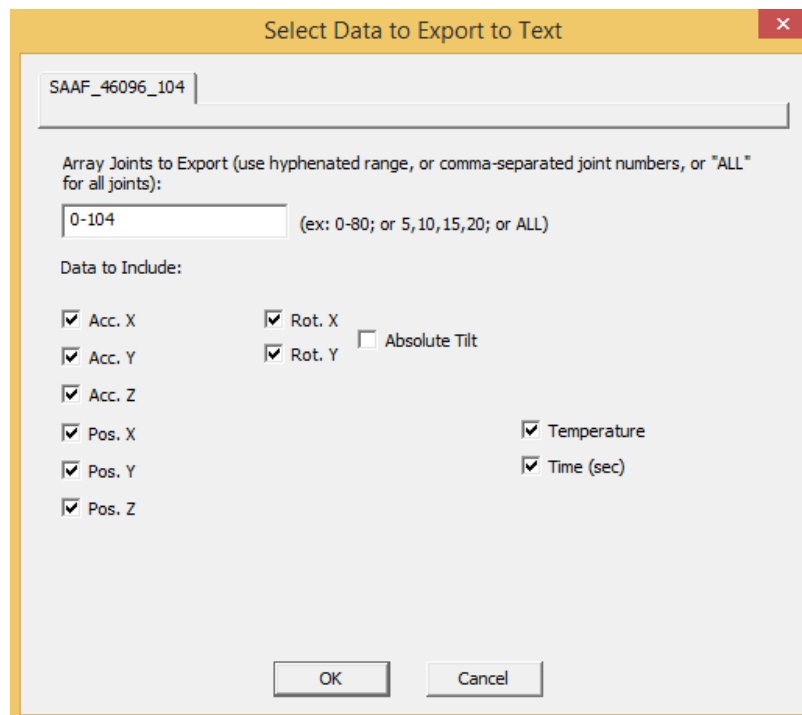 Select Data to Export to Text
SAAF_46096_104
Array Joints to Export (use hyphenated range, or comma-separated joint numbers, or "ALL"
for all joints):
0-104 (ex: 0-80; or 5,10,15,20; or ALL)
Data to Include:
Acc. X Rot. X
Absolute Tilt
Acc. Y Rot. Y
Acc. Z
Pos. X Temperature
Pos. Y Time (sec)
Pos. Z
OK Cancel